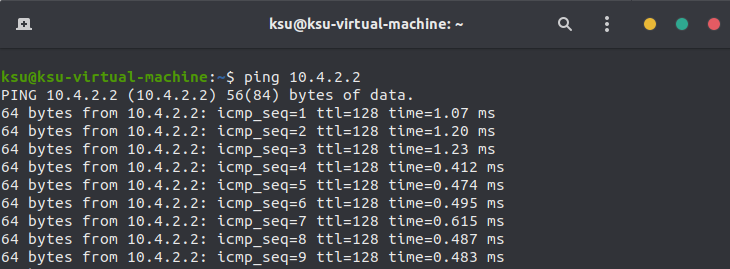 ksu@ksu-virtual-machine: ~
ksu@ksu-virtual-machine:~$ ping 10.4.2.2
PING 10.4.2.2 (10.4.2.2) 56(84) bytes of data.
64 bytes from 10.4.2.2: icmp_seq=1 ttl=128 time=1.07 ms
64 bytes from 10.4.2.2: icmp_seq=2 ttl=128 time=1.20 ms
64 bytes from 10.4.2.2: icmp_seq=3 ttl=128 time=1.23 ms
64 bytes from 10.4.2.2: icmp_seq=4 ttl=128 time=0.412 ms
64 bytes from 10.4.2.2: icmp_seq=5 ttl=128 time=0.474 ms
64 bytes from 10.4.2.2: icmp_seq=6 ttl=128 time=0.495 ms
64 bytes from 10.4.2.2: icmp_seq=7 ttl=128 time=0.615 ms
64 bytes from 10.4.2.2: icmp_seq=8 ttl=128 time=0.487 ms
64 bytes from 10.4.2.2: icmp_seq=9 ttl=128 time=0.483 ms